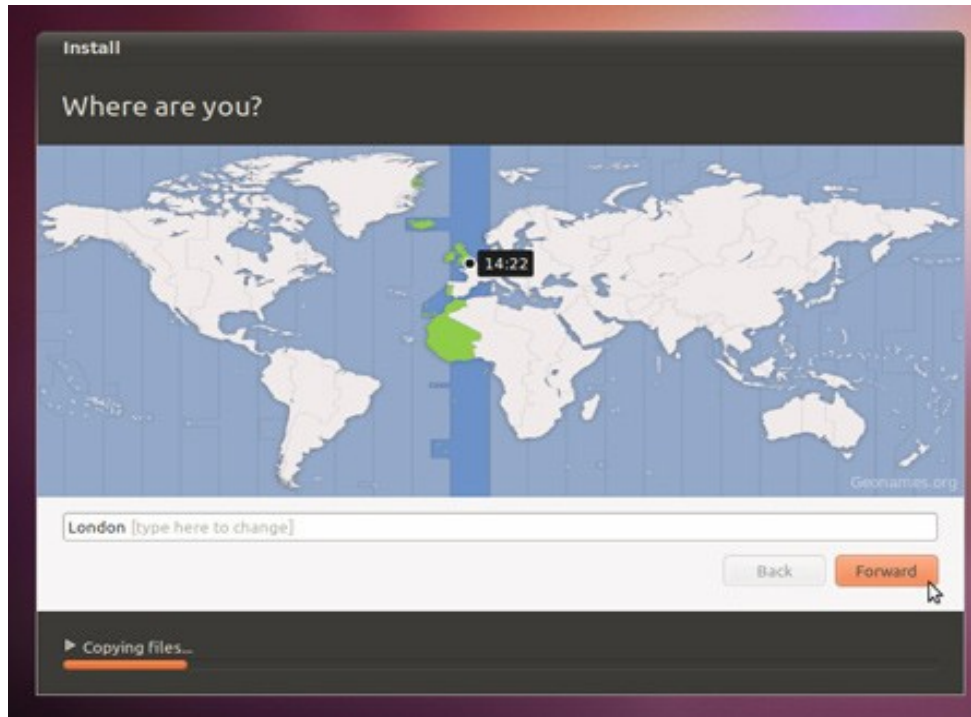 Install
Where are you?
14:22
Geonames.org
London [type here to change]
Back
Forward
Copying files...